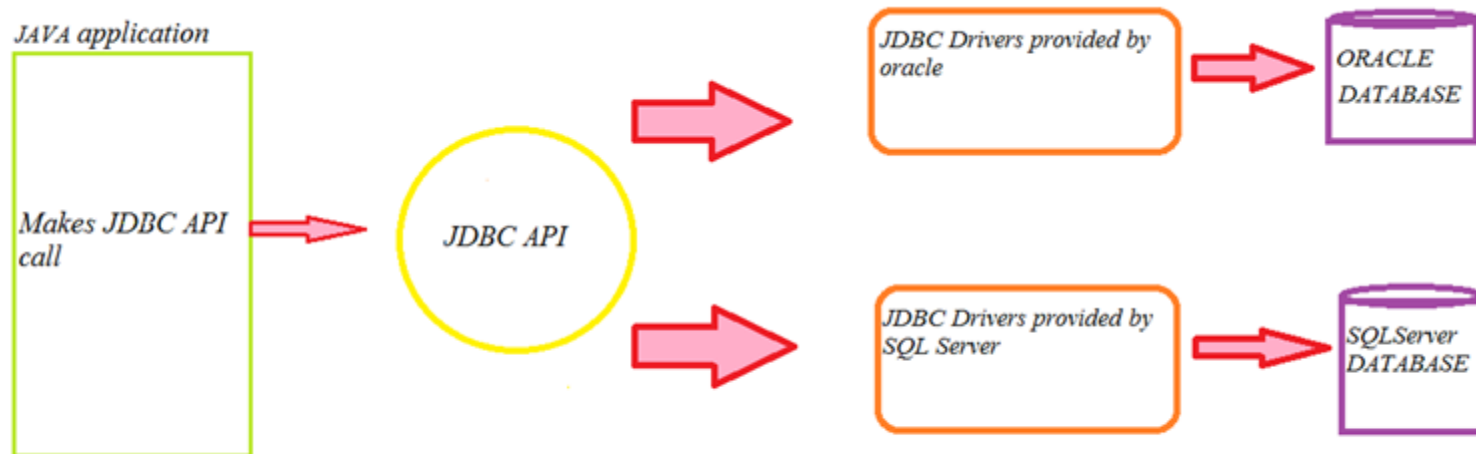 JAVA application
Makes JDBC API
call
JDBC API
JDBC Drivers provided by
oracle
ORACLE
DATABASE
JDBC Drivers provided by
SQL Server
SQLServer
DATABASE